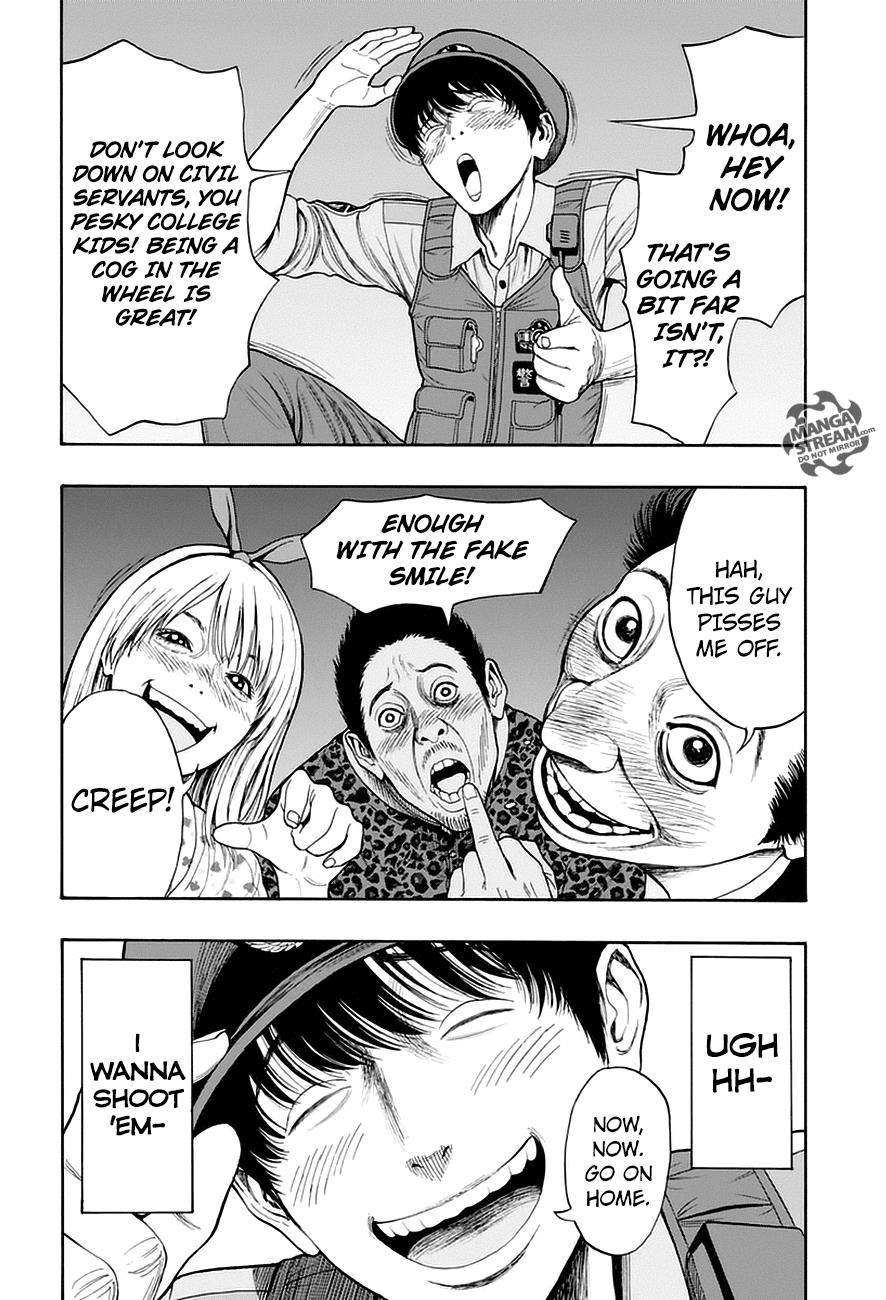 WHOA,
HEY
NOW!
THAT'S
GOING A
BIT FAR
ISN'T,
IT?!
DON'T LOOK
DOWN ON CIVIL
SERVANTS, YOU
PESKY COLLEGE
KIDS! BEING A
COG IN THE
WHEEL IS
GREAT!
警
MANGA
STREAM.com
DO NOT MIRROR
HAH,
THIS GUY
PISSES
ME OFF.
ENOUGH
WITH THE FAKE
SMILE!
CREEP!
UGH
HH-
NOW,
NOW.
GO ON
HOME.
I
WANNA
SHOOT
'EM-